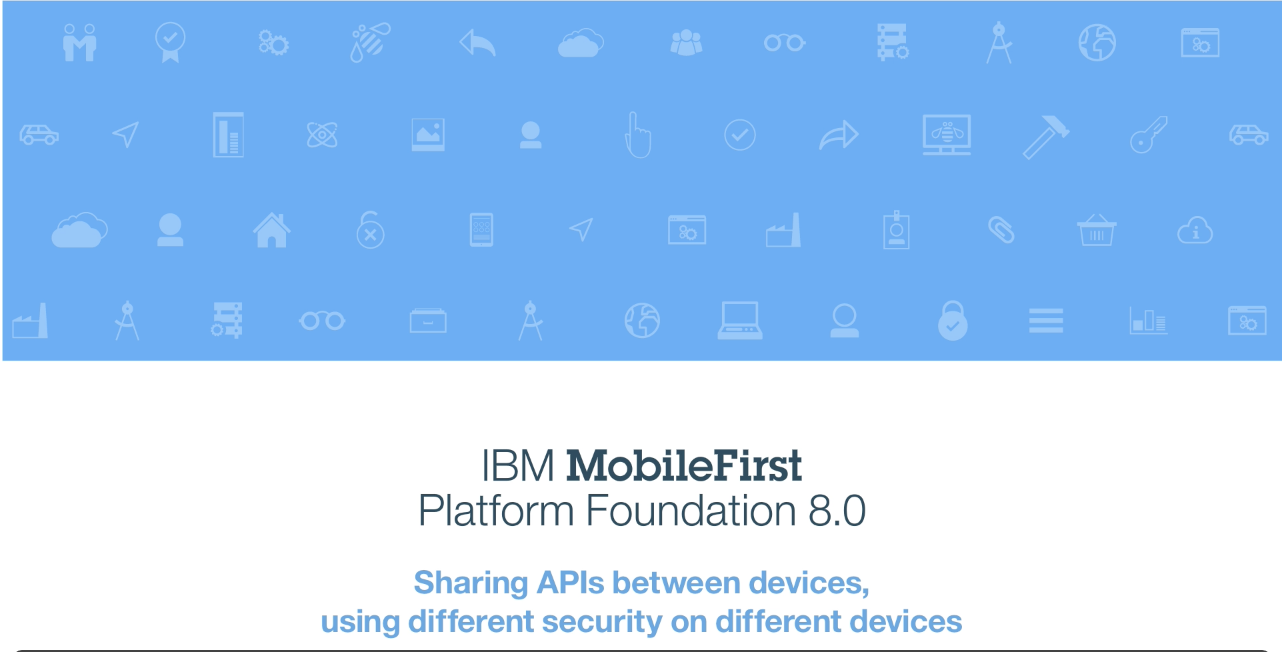 IBM MobileFirst
Platform Foundation 8.0
Sharing APIs between devices,
using different security on different devices